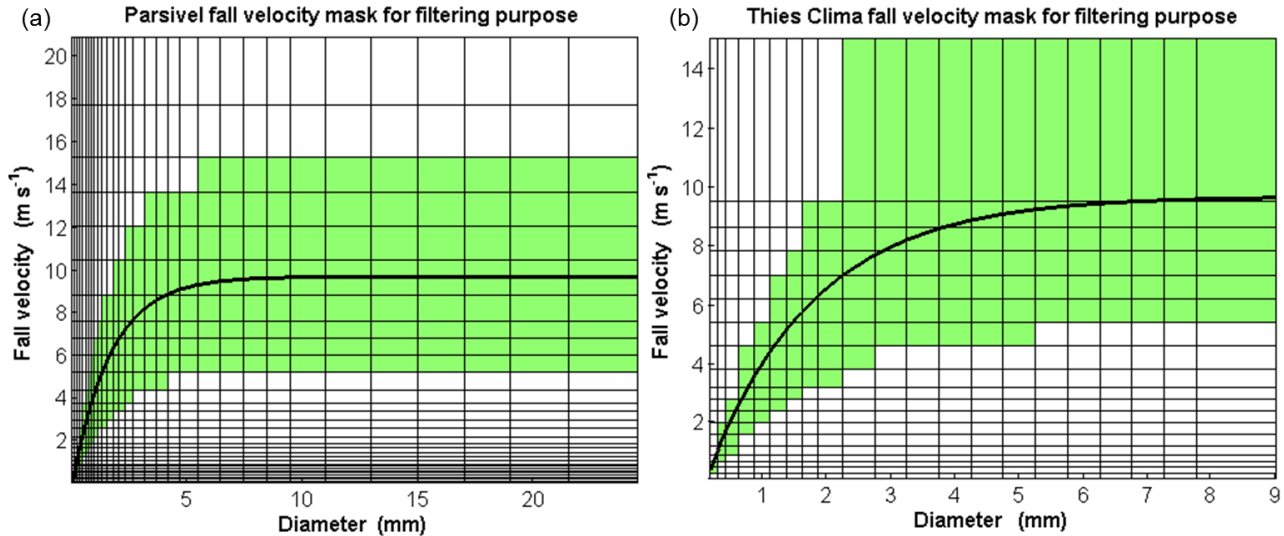 (a) Parsivel fall velocity mask for filtering purpose
20
18
16
14
12
10
8
6
4
2
Fall velocity (m s-1)
5 10 15 20
Diameter (mm)
(b) Thies Clima fall velocity mask for filtering purpose
14
12
10
8
6
4
2
Fall velocity (m s-1)
1 2 3 4 5 6 7 8 9
Diameter (mm)